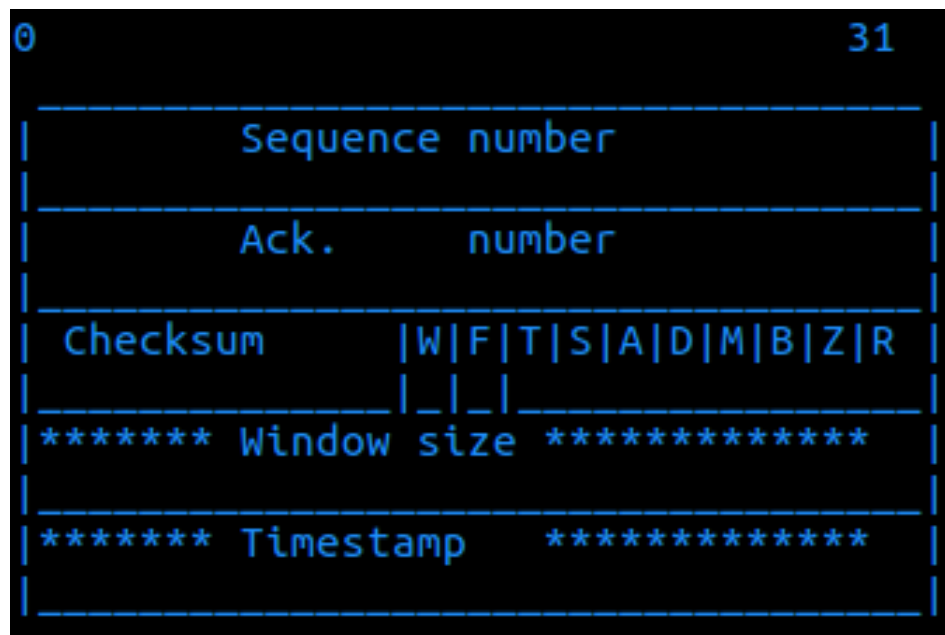 0 31
Sequence number
Ack. number
Checksum |W|F|T|S|A|D|M|B|Z|R
******* Window size *************
******* Timestamp *************